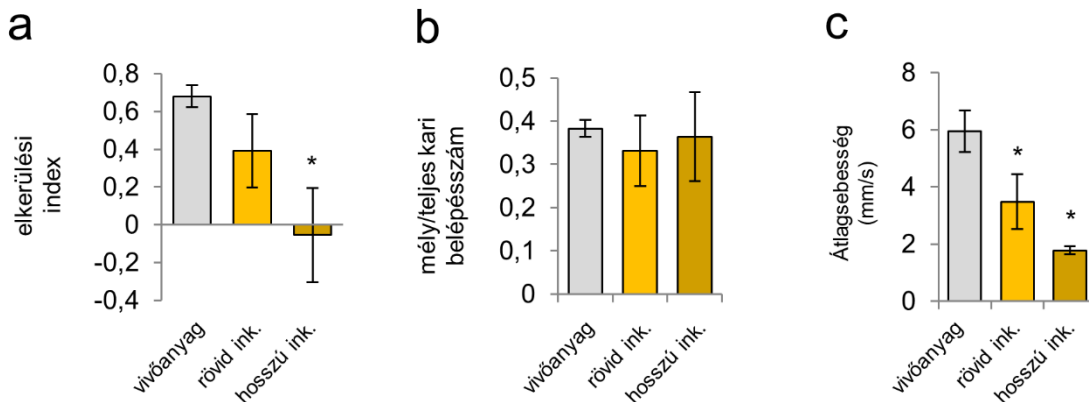 a
elkerülési
index
0,8
0,6
0,4
0,2
0
-0,2
-0,4
*
vivőanyag
rövid ink.
hosszú ink.
b
mély/teljes kari
belépésszám
0,5
0,4
0,3
0,2
0,1
0
vivőanyag
rövid ink.
hosszú ink.
c
Átlagsebesség
(mm/s)
8
6
4
2
0
*
*
vivőanyag
rövid ink.
hosszú ink.